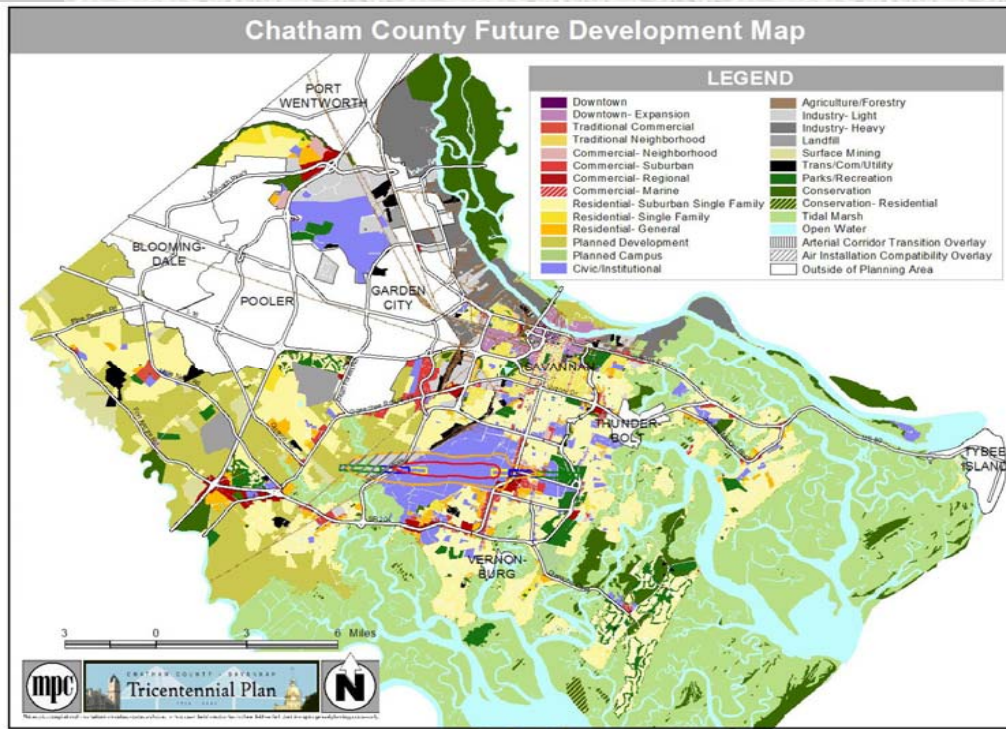 Chatham County Future Development Map
LEGEND
Downtown
Downtown- Expansion
Traditional Commercial
Traditional Neighborhood
Commercial- Neighborhood
Commercial- Suburban
Commercial- Regional
Commercial- Marine
Residential- Suburban Single Family
Residential- Single Family
Residential- General
Planned Development
Planned Campus
Civic/Institutional
Agriculture/Forestry
Industry- Light
Industry- Heavy
Landfill
Surface Mining
Trans/Com/Utility
Parks/Recreation
Conservation
Conservation- Residential
Tidal Marsh
Open Water
Arterial Corridor Transition Overlay
Air Installation Compatibility Overlay
Outside of Planning Area
PORT
WENTWORTH
BLOOMING-
DALE
POOLER
GARDEN
CITY
SAVANNAH
THUNDER-
BOLT
TYBEE
ISLAND
VERNON-
BURG
3 0 3 6 Miles
mpc
CHATHAM COUNTY - SAVANNAH
Tricentennial Plan
N